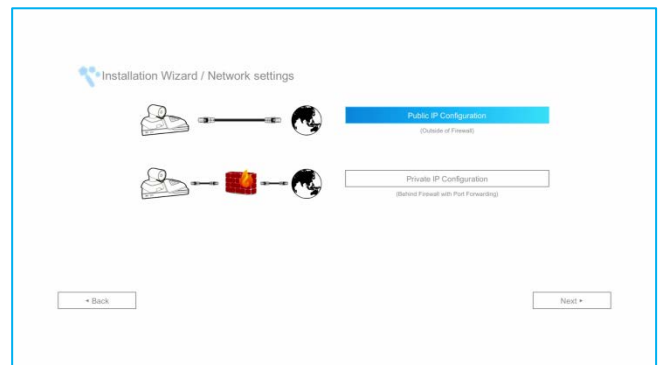 Installation Wizard / Network settings
Public IP Configuration
(Outside of Firewall)
Private IP Configuration
(Behind Firewall with Port Forwarding)
◂ Back
Next ▸